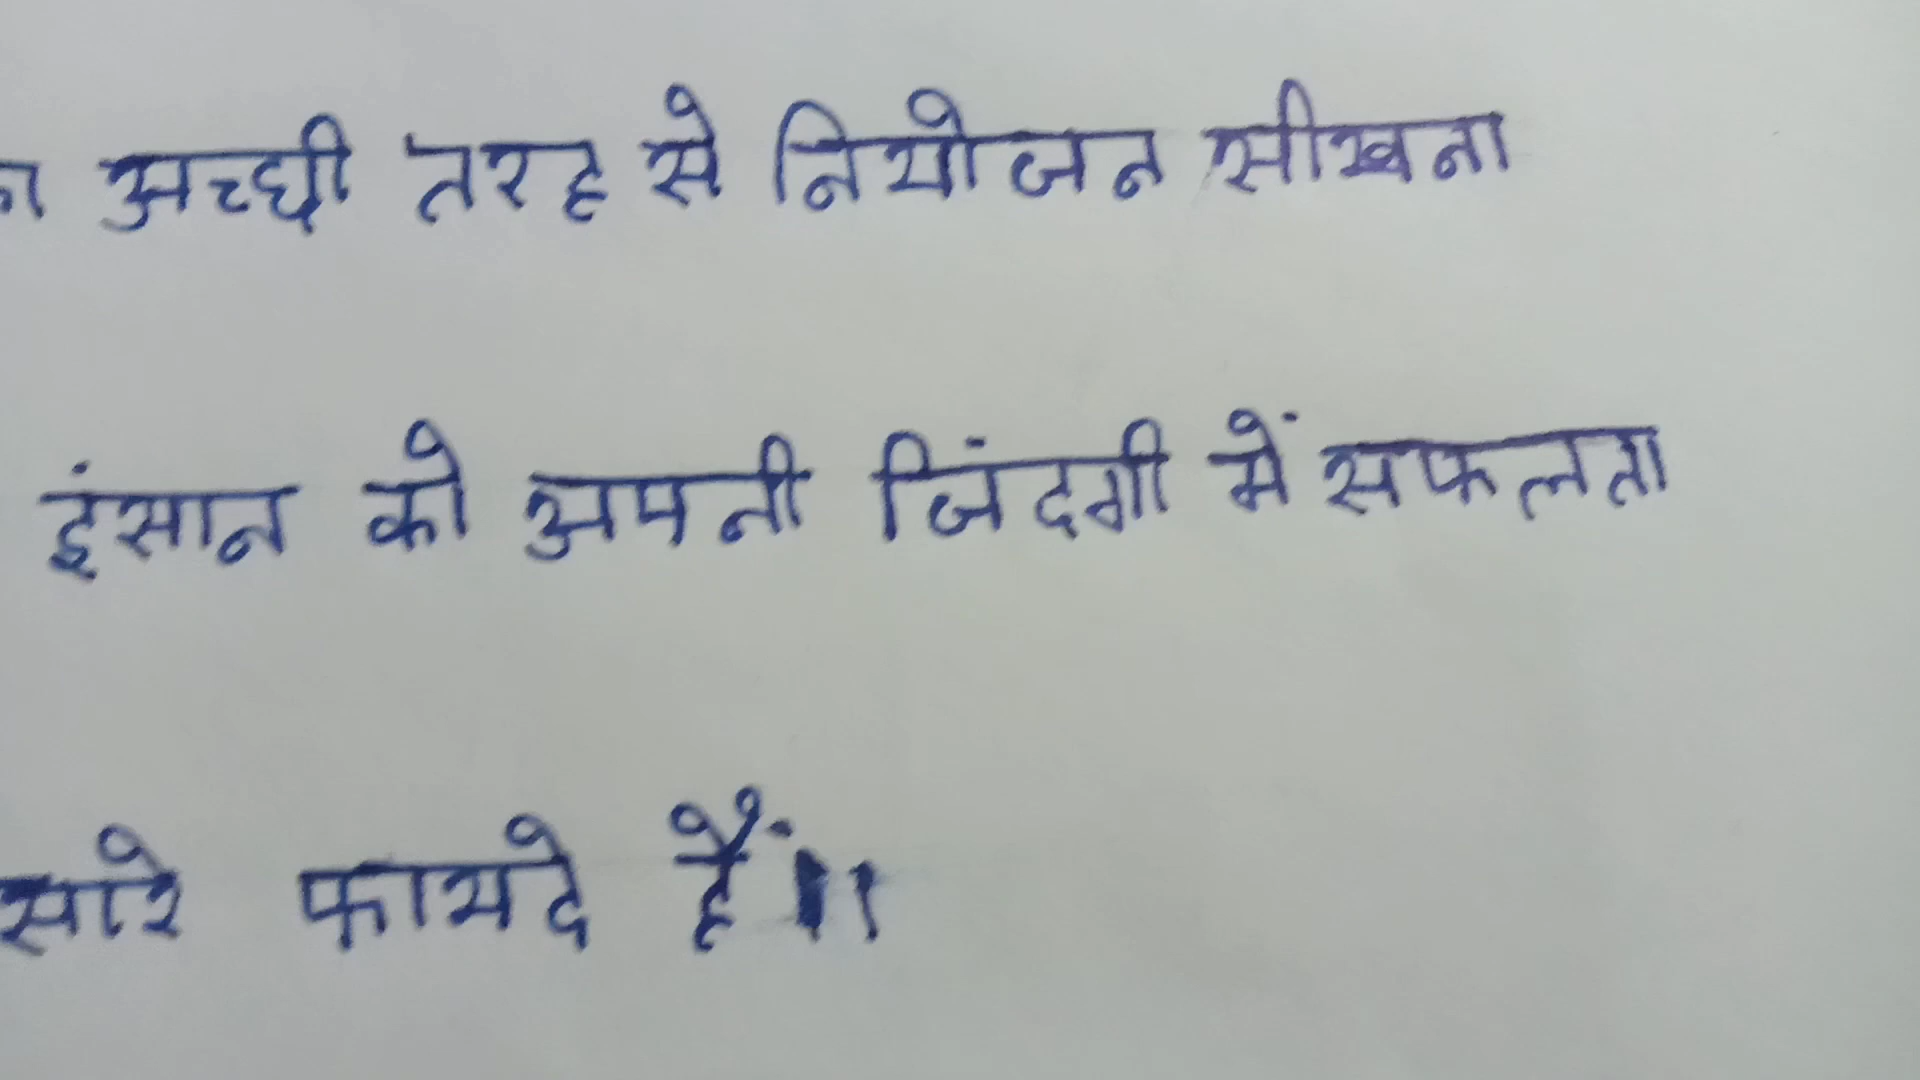 का अच्छी तरह से नियोजन सीखना
इंसान को अपनी जिंदगी में सफलता
सारे फायदे हैं।